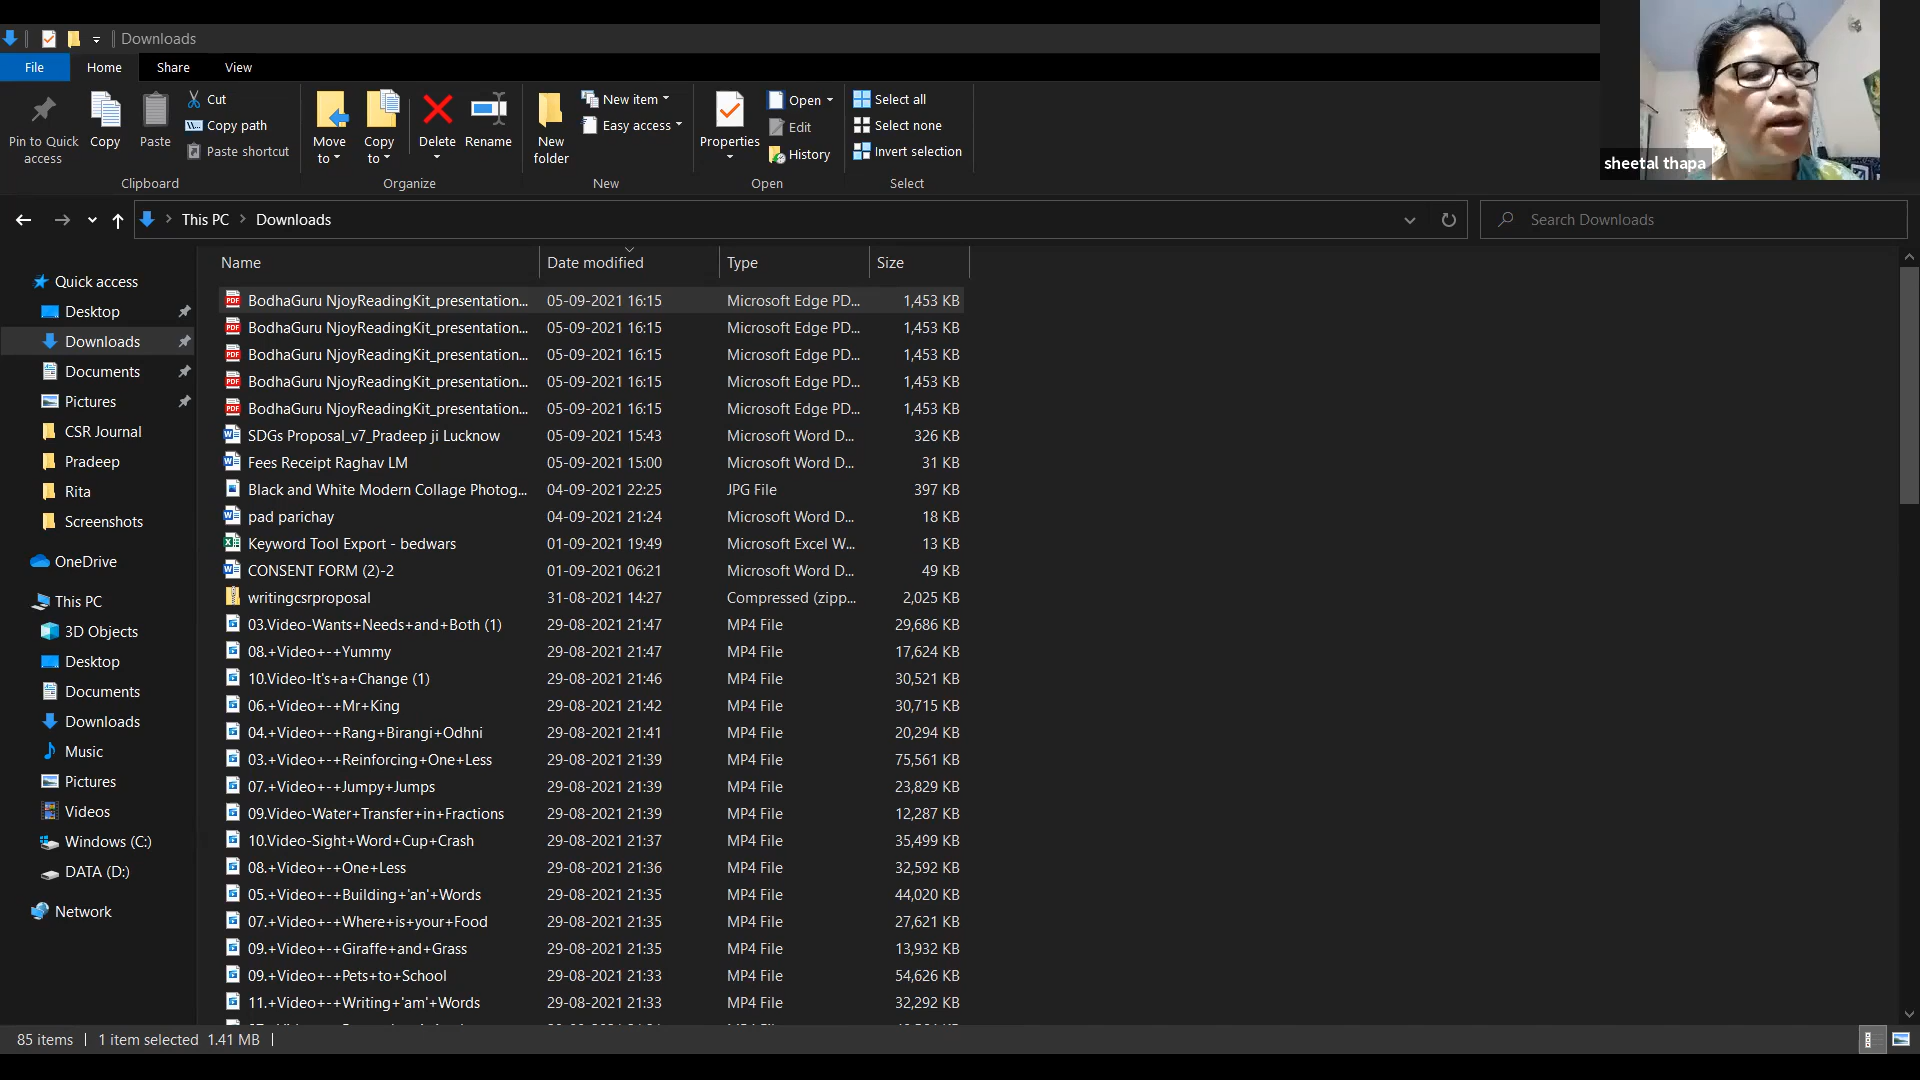 Downloads
File Home Share View
Pin to Quick access
Copy
Paste
Cut
Copy path
Paste shortcut
Clipboard
Move to
Copy to
Delete
Rename
Organize
New folder
New item
Easy access
New
Properties
Open
Edit
History
Open
Select all
Select none
Invert selection
Select
sheetal thapa
This PC Downloads
Search Downloads
Quick access
Desktop
Downloads
Documents
Pictures
CSR Journal
Pradeep
Rita
Screenshots
OneDrive
This PC
3D Objects
Desktop
Documents
Downloads
Music
Pictures
Videos
Windows (C:)
DATA (D:)
Network
Name Date modified Type Size
BodhaGuru NjoyReadingKit_presentation... 05-09-2021 16:15 Microsoft Edge PD... 1,453 KB
BodhaGuru NjoyReadingKit_presentation... 05-09-2021 16:15 Microsoft Edge PD... 1,453 KB
BodhaGuru NjoyReadingKit_presentation... 05-09-2021 16:15 Microsoft Edge PD... 1,453 KB
BodhaGuru NjoyReadingKit_presentation... 05-09-2021 16:15 Microsoft Edge PD... 1,453 KB
BodhaGuru NjoyReadingKit_presentation... 05-09-2021 16:15 Microsoft Edge PD... 1,453 KB
SDGs Proposal_v7_Pradeep ji Lucknow 05-09-2021 15:43 Microsoft Word D... 326 KB
Fees Receipt Raghav LM 05-09-2021 15:00 Microsoft Word D... 31 KB
Black and White Modern Collage Photog... 04-09-2021 22:25 JPG File 397 KB
pad parichay 04-09-2021 21:24 Microsoft Word D... 18 KB
Keyword Tool Export - bedwars 01-09-2021 19:49 Microsoft Excel W... 13 KB
CONSENT FORM (2)-2 01-09-2021 06:21 Microsoft Word D... 49 KB
writingcsrproposal 31-08-2021 14:27 Compressed (zipp... 2,025 KB
03.Video-Wants+Needs+and+Both (1) 29-08-2021 21:47 MP4 File 29,686 KB
08.+Video+-+Yummy 29-08-2021 21:47 MP4 File 17,624 KB
10.Video-It's+a+Change (1) 29-08-2021 21:46 MP4 File 30,521 KB
06.+Video+-+Mr+King 29-08-2021 21:42 MP4 File 30,715 KB
04.+Video+-+Rang+Birangi+Odhni 29-08-2021 21:41 MP4 File 20,294 KB
03.+Video+-+Reinforcing+One+Less 29-08-2021 21:39 MP4 File 75,561 KB
07.+Video+-+Jumpy+Jumps 29-08-2021 21:39 MP4 File 23,829 KB
09.Video-Water+Transfer+in+Fractions 29-08-2021 21:39 MP4 File 12,287 KB
10.Video-Sight+Word+Cup+Crash 29-08-2021 21:37 MP4 File 35,499 KB
08.+Video+-+One+Less 29-08-2021 21:36 MP4 File 32,592 KB
05.+Video+-+Building+'an'+Words 29-08-2021 21:35 MP4 File 44,020 KB
07.+Video+-+Where+is+your+Food 29-08-2021 21:35 MP4 File 27,621 KB
09.+Video+-+Giraffe+and+Grass 29-08-2021 21:35 MP4 File 13,932 KB
09.+Video+-+Pets+to+School 29-08-2021 21:33 MP4 File 54,626 KB
11.+Video+-+Writing+'am'+Words 29-08-2021 21:33 MP4 File 32,292 KB
85 items 1 item selected 1.41 MB